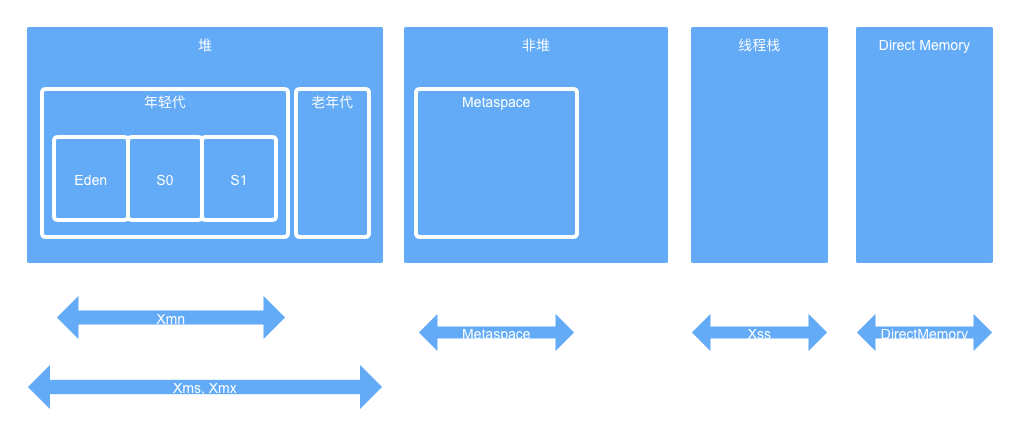 堆
年轻代
老年代
Eden
S0
S1
非堆
Metaspace
线程栈
Direct Memory
Xmn
Metaspace
Xss
DirectMemory
Xms, Xmx